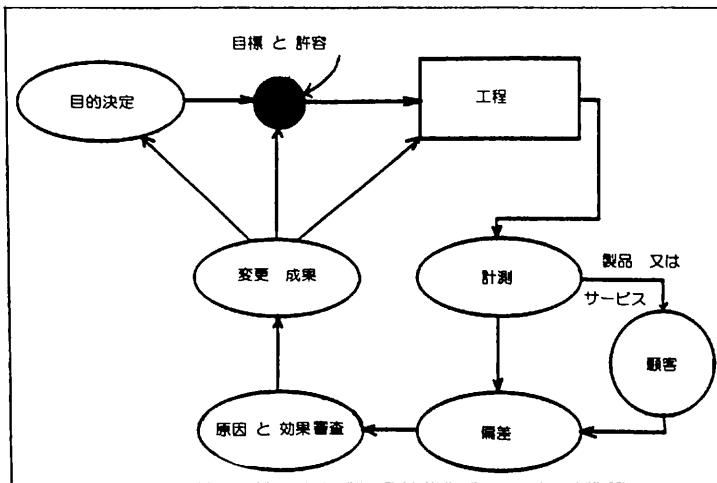 目標 と 許容
目的決定
工程
変更 成果
計測
製品 又は
サービス
顧客
原因 と 効果審査
偏差